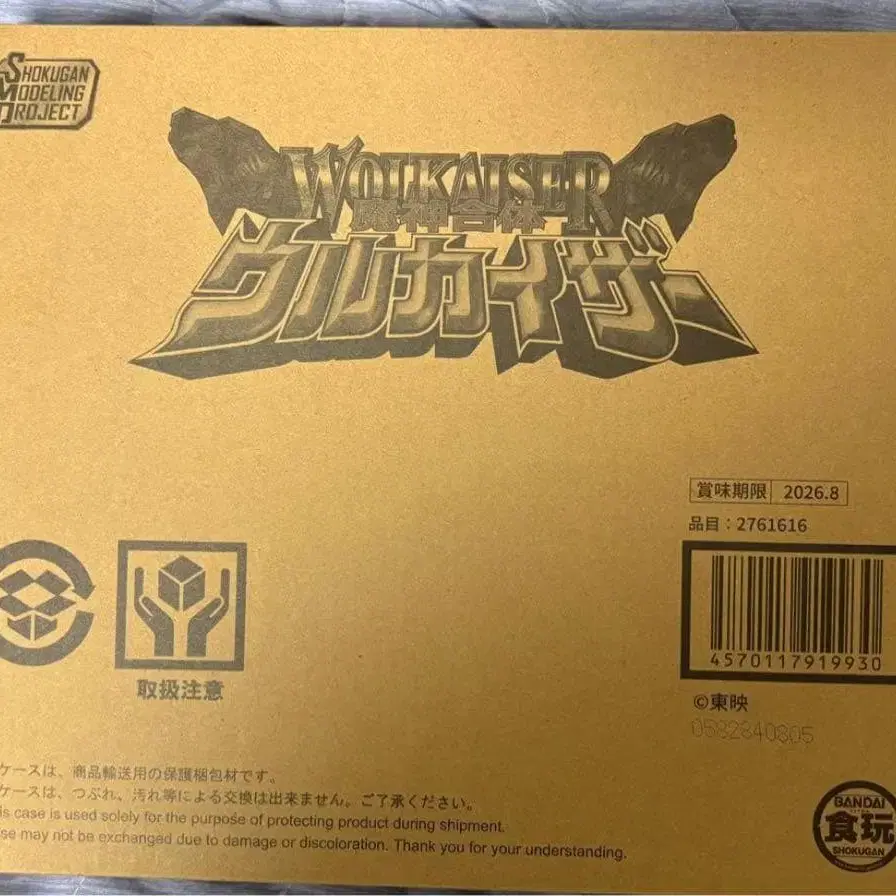 SHOKUGAN
MODELING
PROJECT
WOLKAISER
魔神合体
ウルカイザー
賞味期限 2026.8
品目：2761616
4570117919930
©東映
0582840805
取扱注意
ケースは、商品輸送用の保護梱包材です。
ケースは、つぶれ、汚れ等による交換は出来ません。ご了承ください。
is case is used solely for the purpose of protecting product during shipment.
se may not be exchanged due to damage or discoloration. Thank you for your understanding.
BANDAI
食玩
SHOKUGAN